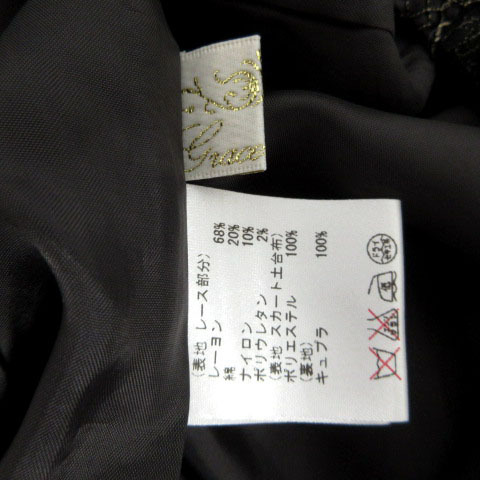 Grace
(表地 レース部分)
レーヨン 68%
綿 20%
ナイロン 10%
ポリウレタン 2%
(表地 スカート土台布)
ポリエステル 100%
(裏地)
キュプラ 100%